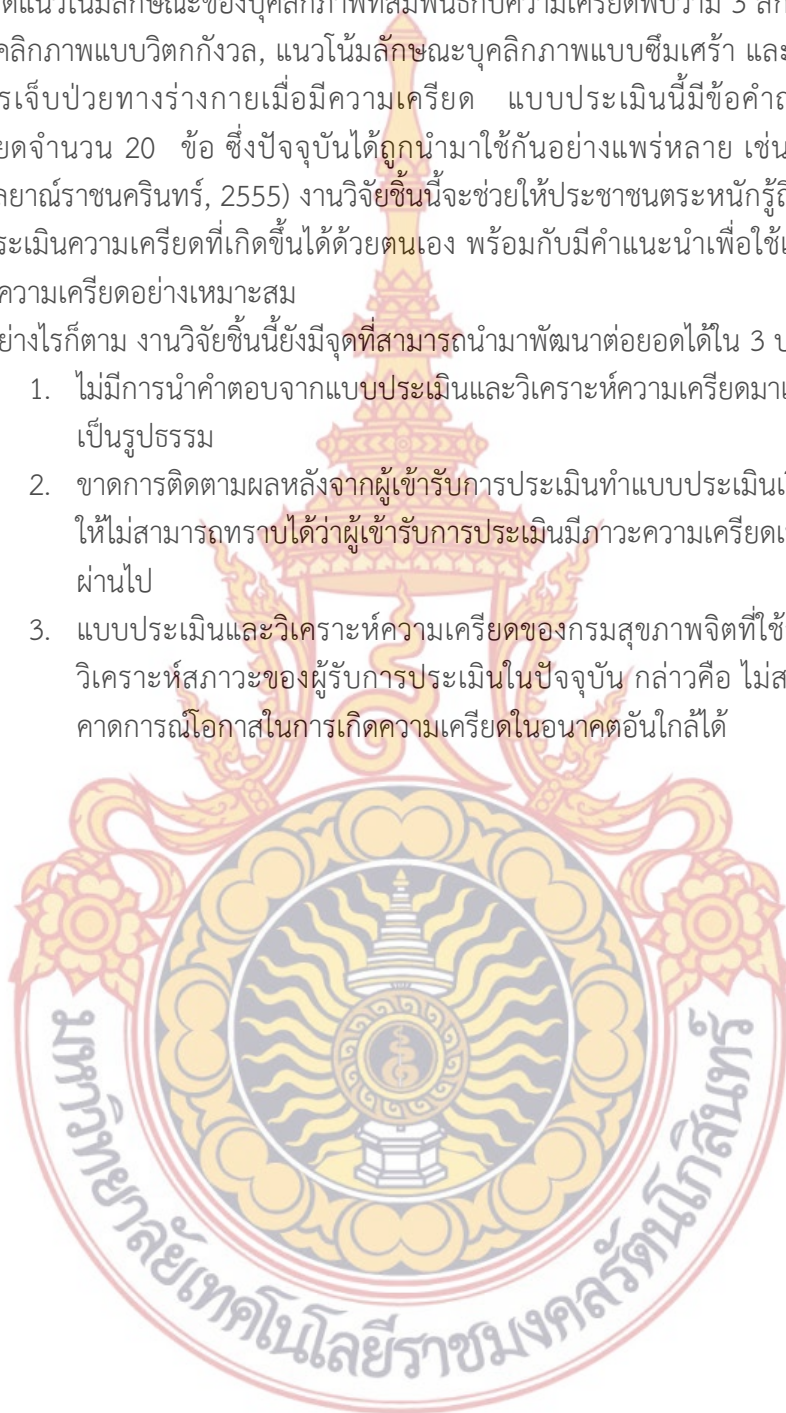 ดแนวโน้มลักษณะของบุคลิกภาพที่สัมพันธ์กับความเครียดพบว่ามี 3 ลัก
คลิกภาพแบบวิตกกังวล, แนวโน้มลักษณะบุคลิกภาพแบบซึมเศร้า และ
รเจ็บป่วยทางร่างกายเมื่อมีความเครียด แบบประเมินนี้มีข้อคำถ
ยดจำนวน 20 ข้อ ซึ่งปัจจุบันได้ถูกนำมาใช้กันอย่างแพร่หลาย เช่น
ลยาณ์ราชนครินทร์, 2555) งานวิจัยชิ้นนี้จะช่วยให้ประชาชนตระหนักรู้ถึ
ระเมินความเครียดที่เกิดขึ้นได้ด้วยตนเอง พร้อมกับมีคำแนะนำเพื่อใช้เ
ความเครียดอย่างเหมาะสม
ย่างไรก็ตาม งานวิจัยชิ้นนี้ยังมีจุดที่สามารถนำมาพัฒนาต่อยอดได้ใน 3 ป
1. ไม่มีการนำคำตอบจากแบบประเมินและวิเคราะห์ความเครียดมาแ
เป็นรูปธรรม
2. ขาดการติดตามผลหลังจากผู้เข้ารับการประเมินทำแบบประเมินเ
ให้ไม่สามารถทราบได้ว่าผู้เข้ารับการประเมินมีภาวะความเครียดเ
ผ่านไป
3. แบบประเมินและวิเคราะห์ความเครียดของกรมสุขภาพจิตที่ใช้
วิเคราะห์สภาวะของผู้รับการประเมินในปัจจุบัน กล่าวคือ ไม่ส
คาดการณ์โอกาสในการเกิดความเครียดในอนาคตอันใกล้ได้
มหาวิทยาลัยเทคโนโลยีราชมงคลรัตนโกสินทร์